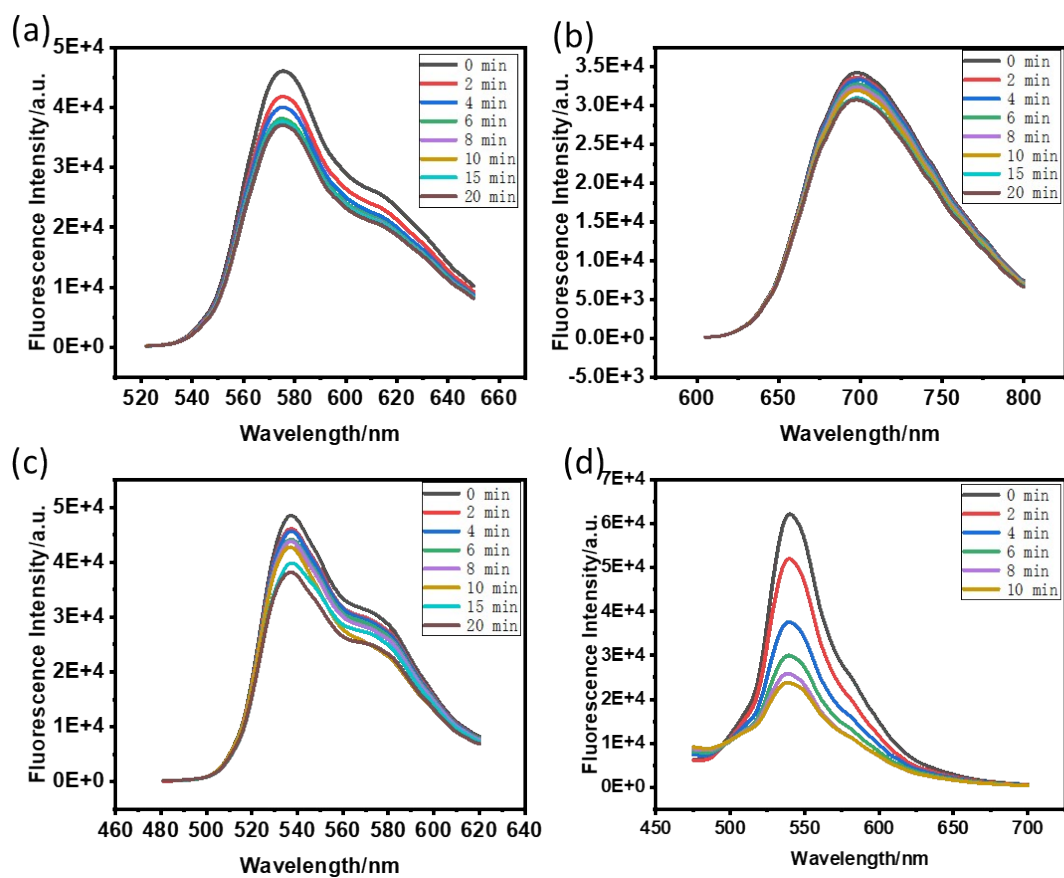 (a)
5E+4
4E+4
3E+4
2E+4
1E+4
0E+0
Fluorescence Intensity/a.u.
0 min
2 min
4 min
6 min
8 min
10 min
15 min
20 min
520 540 560 580 600 620 640 660
Wavelength/nm
(b)
3.5E+4
3.0E+4
2.5E+4
2.0E+4
1.5E+4
1.0E+4
5.0E+3
0.0E+0
-5.0E+3
Fluorescence Intensity/a.u.
0 min
2 min
4 min
6 min
8 min
10 min
15 min
20 min
600 650 700 750 800
Wavelength/nm
(c)
5E+4
4E+4
3E+4
2E+4
1E+4
0E+0
Fluorescence Intensity/a.u.
0 min
2 min
4 min
6 min
8 min
10 min
15 min
20 min
460 480 500 520 540 560 580 600 620 640
Wavelength/nm
(d)
7E+4
6E+4
5E+4
4E+4
3E+4
2E+4
1E+4
0E+0
Fluorescence Intensity/a.u.
0 min
2 min
4 min
6 min
8 min
10 min
450 500 550 600 650 700
Wavelength/nm